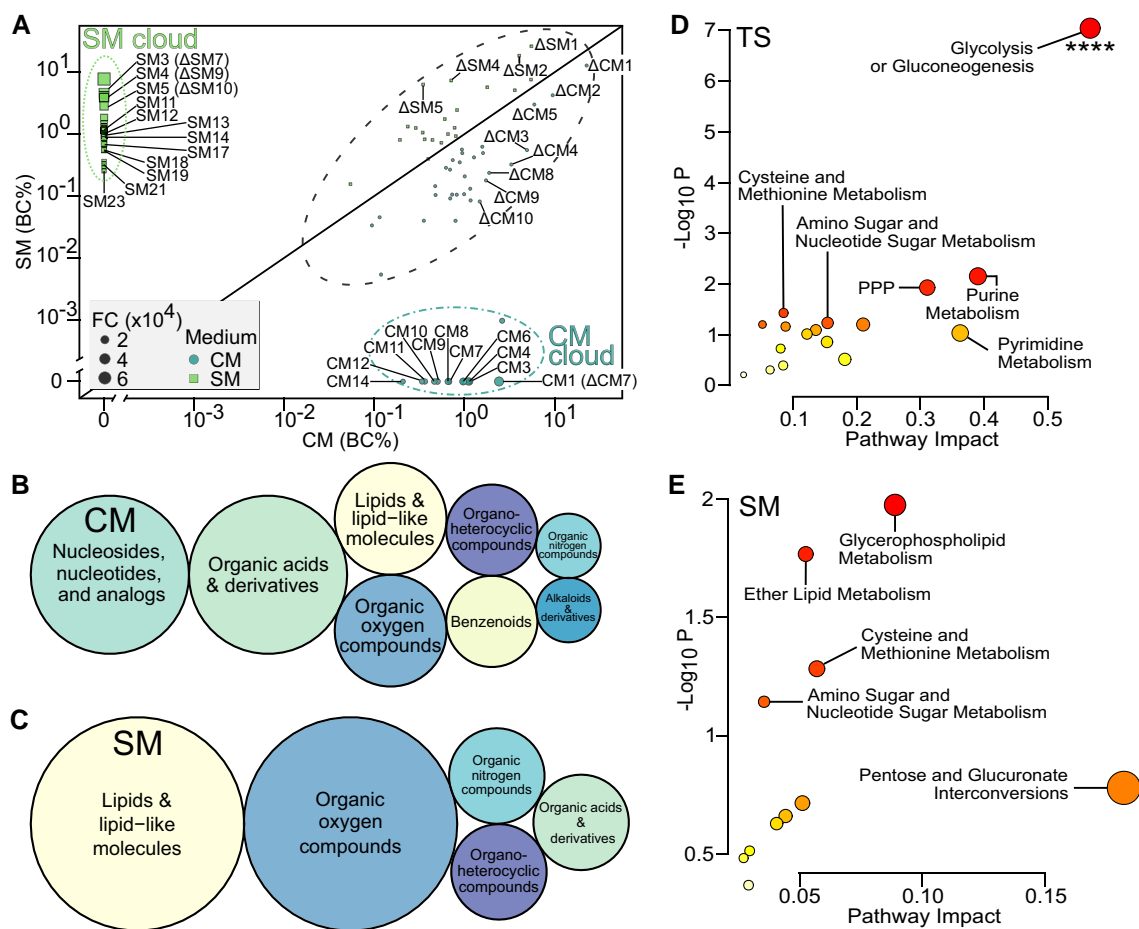 A
SM cloud
SM3 (ΔSM7)
SM4 (ΔSM9)
SM5 (ΔSM10)
SM11
SM12
SM13
SM14
SM17
SM18
SM19
SM21
SM23
ΔSM1
ΔSM4
ΔSM2
ΔCM1
ΔCM2
ΔSM5
ΔCM5
ΔCM3
ΔCM4
ΔCM8
ΔCM9
ΔCM10
10^1
10^0
10^-1
10^-2
10^-3
0
SM (BC%)
FC (x10^4)
2
4
6
Medium
CM
SM
CM10
CM8
CM6
CM11
CM9
CM7
CM4
CM12
CM3
CM14
CM1 (ΔCM7)
CM
cloud
0
10^-3
10^-2
10^-1
10^0
10^1
CM (BC%)
B
CM
Nucleosides,
nucleotides,
and analogs
Organic acids
& derivatives
Lipids &
lipid-like
molecules
Organic
oxygen
compounds
Organo-
heterocyclic
compounds
Benzenoids
Organic
nitrogen
compounds
Alkaloids
&
derivatives
C
SM
Lipids &
lipid-like
molecules
Organic
oxygen
compounds
Organic
nitrogen
compounds
Organo-
heterocyclic
compounds
Organic acids
&
derivatives
D
TS
7
6
5
4
3
2
1
0
-Log10 P
Glycolysis
or Gluconeogenesis
****
Cysteine and
Methionine Metabolism
Amino Sugar and
Nucleotide Sugar Metabolism
PPP
Purine
Metabolism
Pyrimidine
Metabolism
0.1
0.2
0.3
0.4
0.5
Pathway Impact
E
SM
2
1.5
1
0.5
-Log10 P
Glycerophospholipid
Metabolism
Ether Lipid Metabolism
Cysteine and
Methionine Metabolism
Amino Sugar and
Nucleotide Sugar Metabolism
Pentose and Glucuronate
Interconversions
0.05
0.10
0.15
Pathway Impact